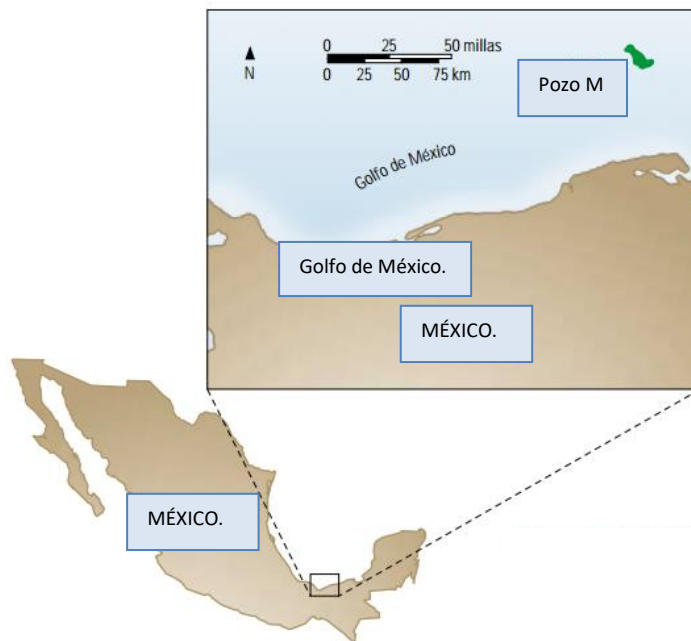 0 25 50 millas
N
0 25 50 75 km
Pozo M
Golfo de México
Golfo de México.
MÉXICO.
MÉXICO.